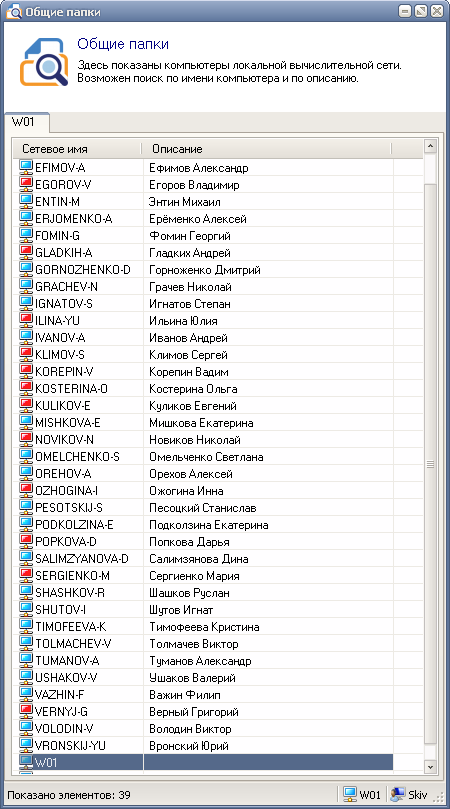 Общие папки
Общие папки
Здесь показаны компьютеры локальной вычислительной сети.
Возможен поиск по имени компьютера и по описанию.
W01
Сетевое имя Описание
EFIMOV-A Ефимов Александр
EGOROV-V Егоров Владимир
ENTIN-M Энтин Михаил
ERJOMENKO-A Ерёменко Алексей
FOMIN-G Фомин Георгий
GLADKIH-A Гладких Андрей
GORNOZHENKO-D Горноженко Дмитрий
GRACHEV-N Грачев Николай
IGNATOV-S Игнатов Степан
ILINA-YU Ильина Юлия
IVANOV-A Иванов Андрей
KLIMOV-S Климов Сергей
KOREPIN-V Корепин Вадим
KOSTERINA-O Костерина Ольга
KULIKOV-E Куликов Евгений
MISHKOVA-E Мишкова Екатерина
NOVIKOV-N Новиков Николай
OMELCHENKO-S Омельченко Светлана
OREHOV-A Орехов Алексей
OZHOGINA-I Ожогина Инна
PESOTSKIJ-S Песоцкий Станислав
PODKOLZINA-E Подколзина Екатерина
POPKOVA-D Попкова Дарья
SALIMZYANOVA-D Салимзянова Дина
SERGIENKO-M Сергиенко Мария
SHASHKOV-R Шашков Руслан
SHUTOV-I Шутов Игнат
TIMOFEEVA-K Тимофеева Кристина
TOLMACHEV-V Толмачев Виктор
TUMANOV-A Туманов Александр
USHAKOV-V Ушаков Валерий
VAZHIN-F Важин Филип
VERNYJ-G Верный Григорий
VOLODIN-V Володин Виктор
VRONSKIJ-YU Вронский Юрий
W01
Показано элементов: 39 W01 Skiv